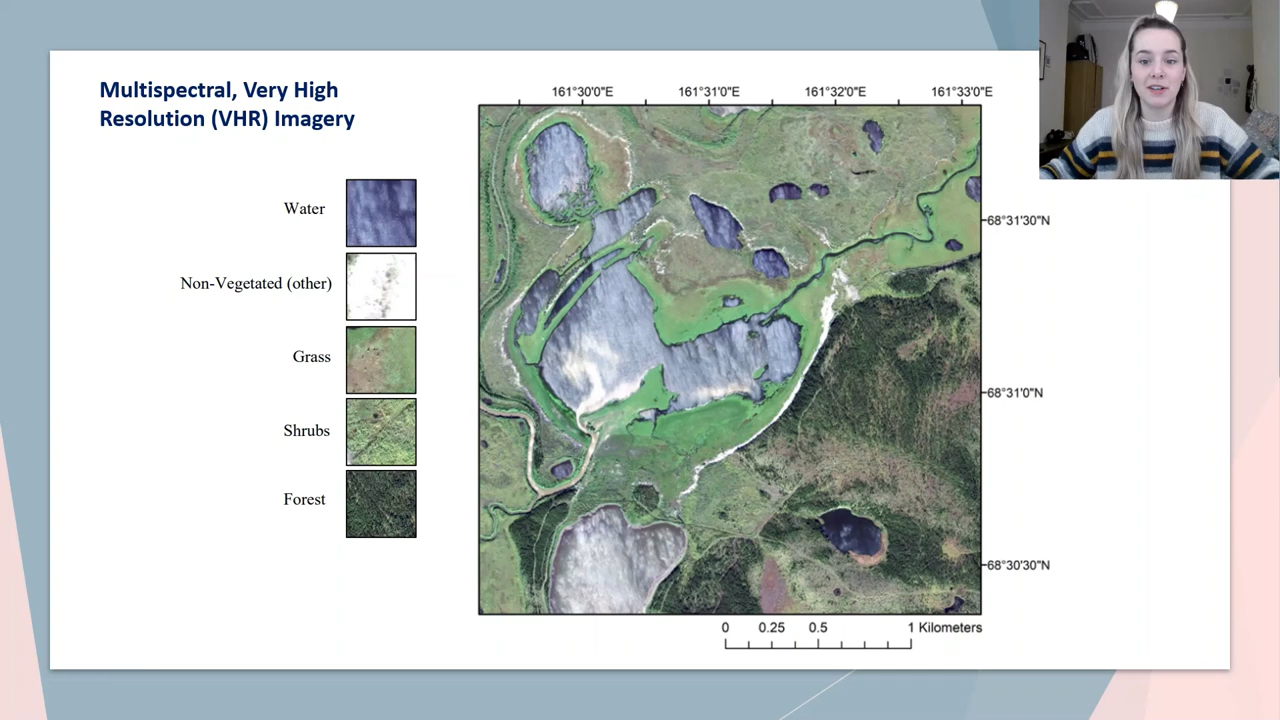 Multispectral, Very High
Resolution (VHR) Imagery
Water
Non-Vegetated (other)
Grass
Shrubs
Forest
161°30'0"E 161°31'0"E 161°32'0"E 161°33'0"E
68°31'30"N
68°31'0"N
68°30'30"N
0 0.25 0.5 1 Kilometers